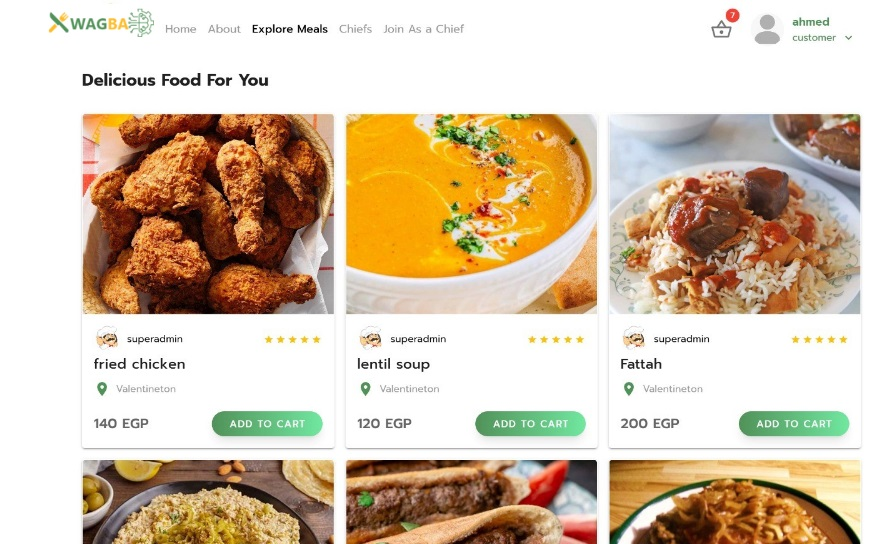 WAGBA Home About Explore Meals Chiefs Join As a Chief 7 ahmed
customer
Delicious Food For You
superadmin
fried chicken
Valentineton
140 EGP ADD TO CART
superadmin
lentil soup
Valentineton
120 EGP ADD TO CART
superadmin
Fattah
Valentineton
200 EGP ADD TO CART